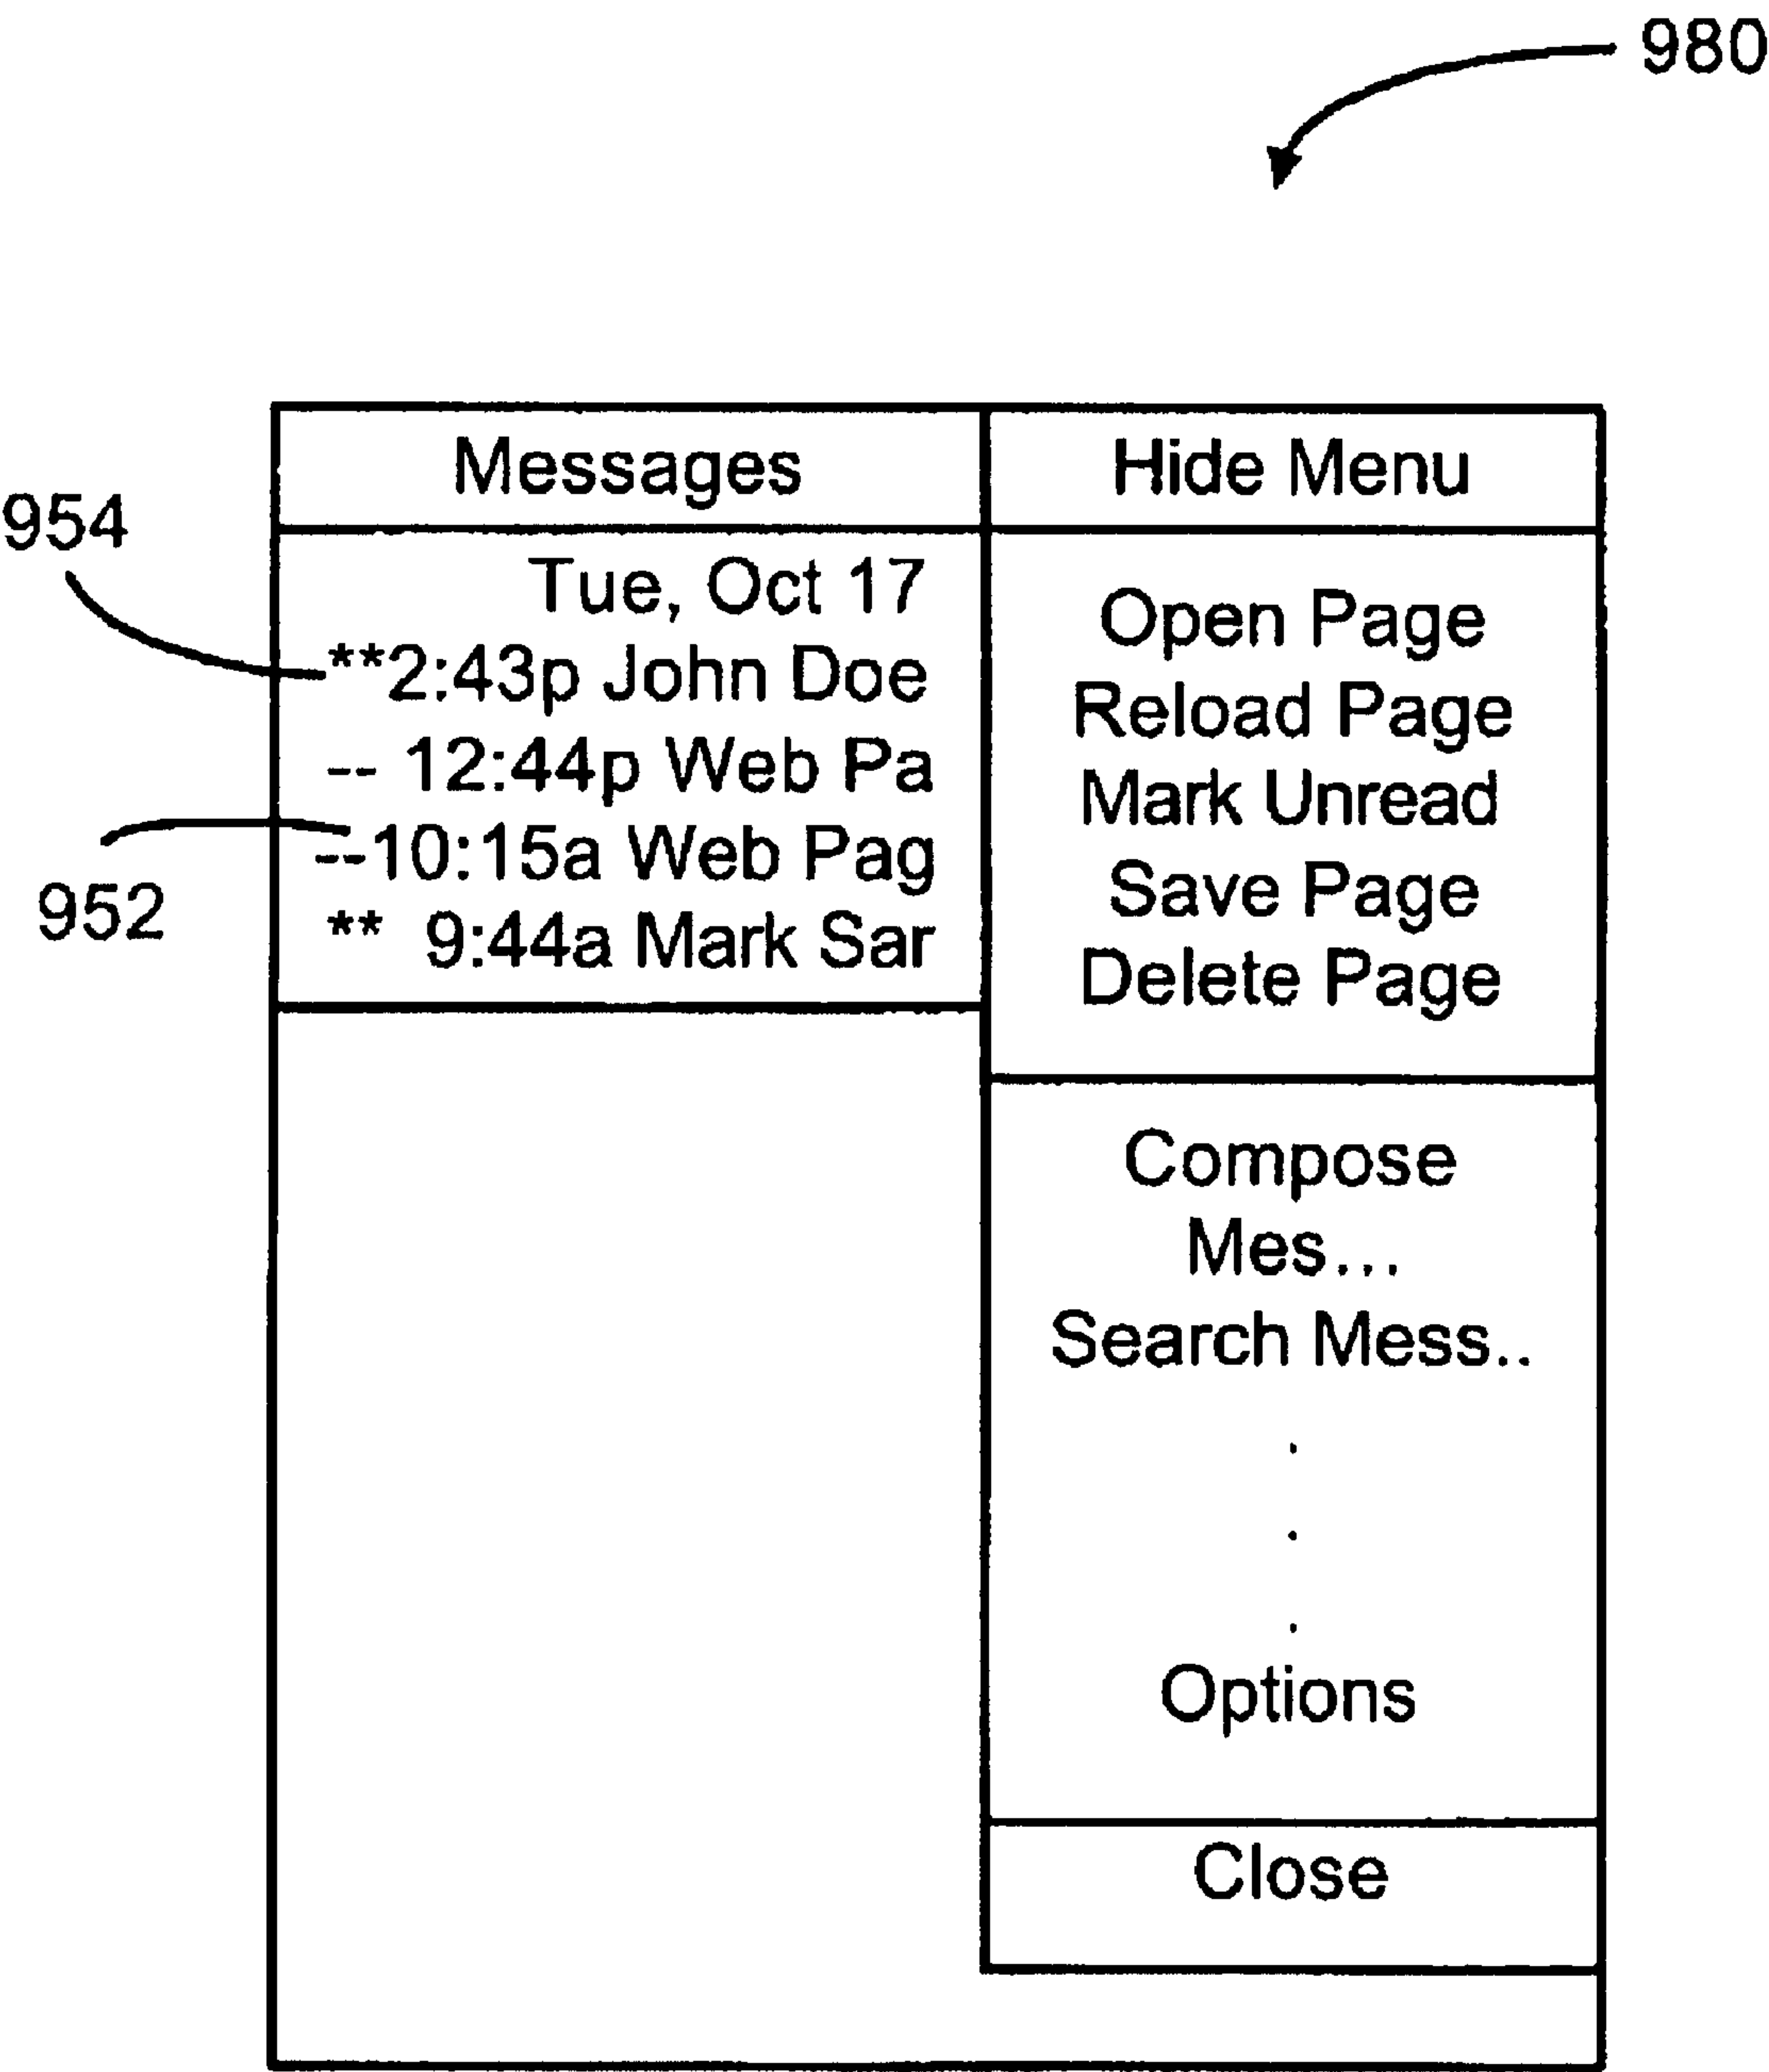 980
Messages
Hide Menu
954
Tue, Oct 17
**2:43p John Doe
-- 12:44p Web Pa
--10:15a Web Pag
952
** 9:44a Mark Sar
Open Page
Reload Page
Mark Unread
Save Page
Delete Page
Compose
Mes...
Search Mess..
.
.
.
Options
Close